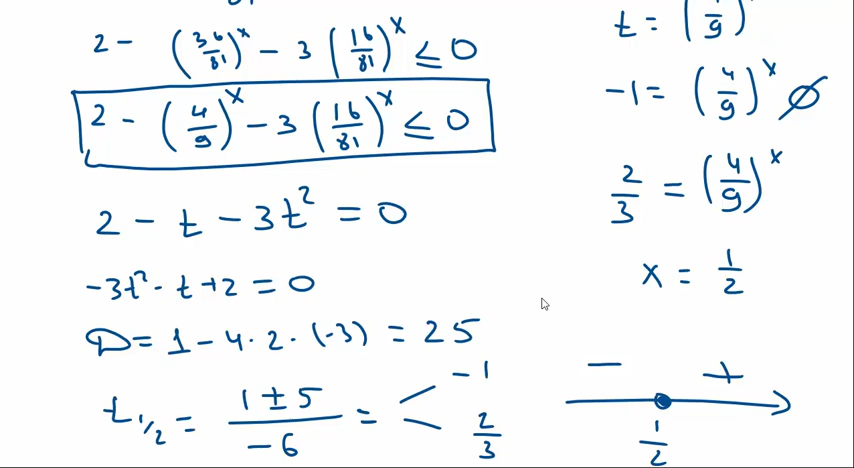 2 - (36/81)^x - 3 (16/81)^x ≤ 0
2 - (4/9)^x - 3 (16/81)^x ≤ 0
2 - t - 3t² = 0
-3t² - t + 2 = 0
D = 1 - 4 · 2 · (-3) = 25
t₁/₂ = (1 ± 5)/(-6) = < -1
2/3
t = (4/9)
-1 = (4/9)^x ∅
2/3 = (4/9)^x
x = 1/2
− +
1/2